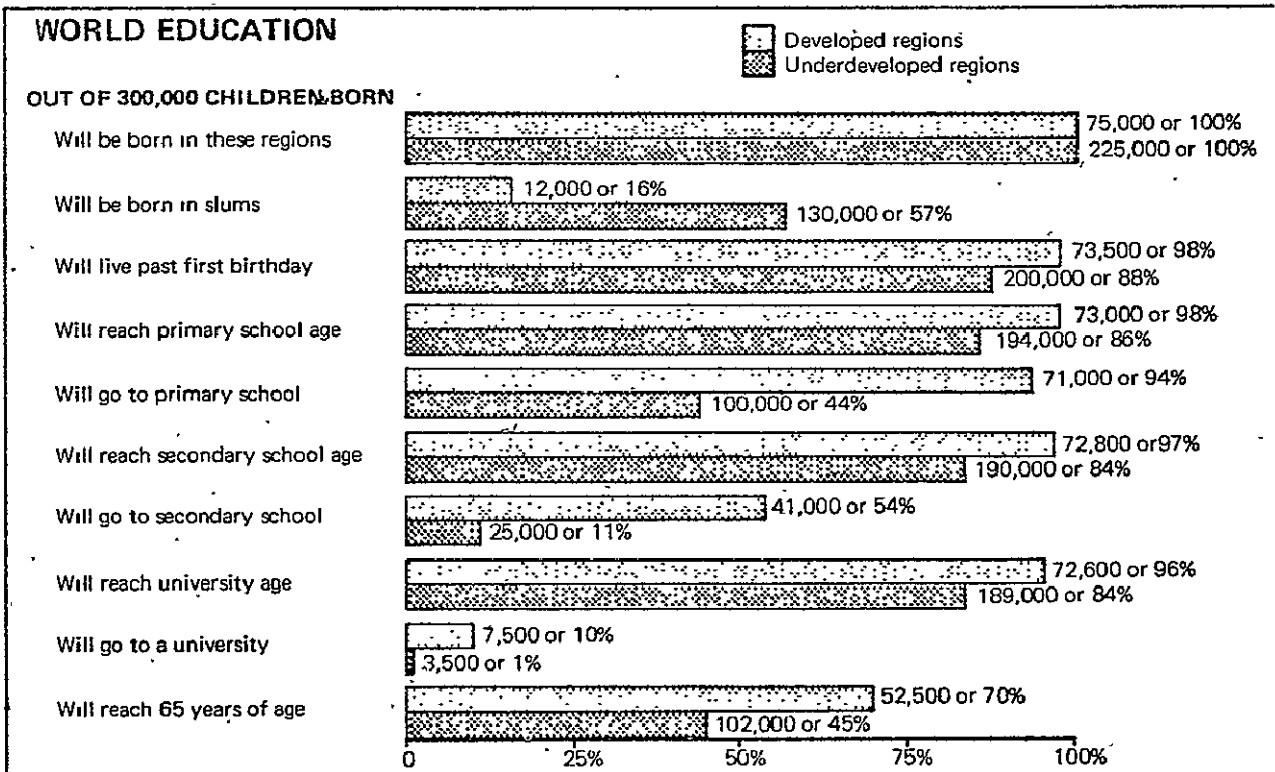 WORLD EDUCATION
Developed regions
Underdeveloped regions
OUT OF 300,000 CHILDREN BORN
Will be born in these regions
75,000 or 100%
225,000 or 100%
Will be born in slums
12,000 or 16%
130,000 or 57%
Will live past first birthday
73,500 or 98%
200,000 or 88%
Will reach primary school age
73,000 or 98%
194,000 or 86%
Will go to primary school
71,000 or 94%
100,000 or 44%
Will reach secondary school age
72,800 or 97%
190,000 or 84%
Will go to secondary school
41,000 or 54%
25,000 or 11%
Will reach university age
72,600 or 96%
189,000 or 84%
Will go to a university
7,500 or 10%
3,500 or 1%
Will reach 65 years of age
52,500 or 70%
102,000 or 45%
0 25% 50% 75% 100%